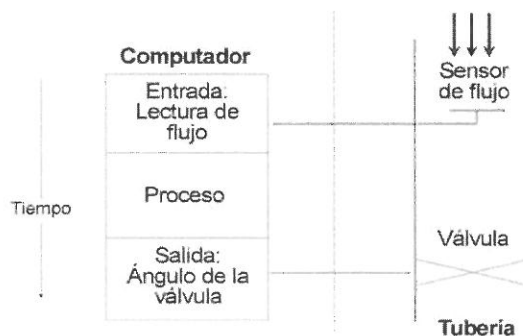 Computador
Entrada:
Lectura de
flujo
Proceso
Salida:
Ángulo de la
válvula
Tiempo
Sensor
de flujo
Válvula
Tubería